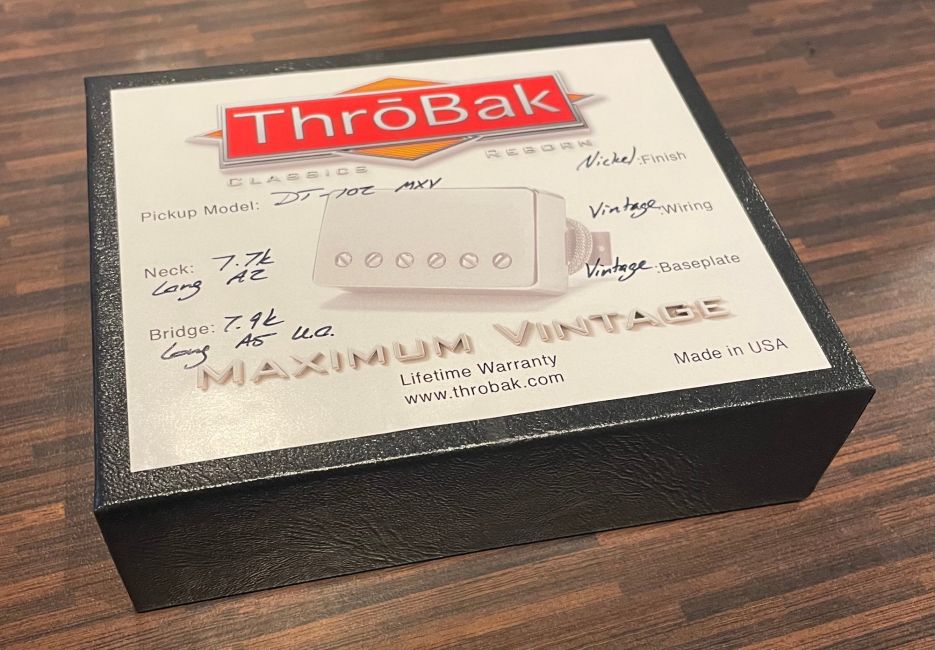 ThrōBak
CLASSICS REBORN
Nickel:Finish
Pickup Model: DT-102 MXV
Vintage:Wiring
Neck: 7.7k
Long A2
Vintage:Baseplate
Bridge: 7.9k
Long A5 U.C.
MAXIMUM VINTAGE
Lifetime Warranty
www.throbak.com
Made in USA